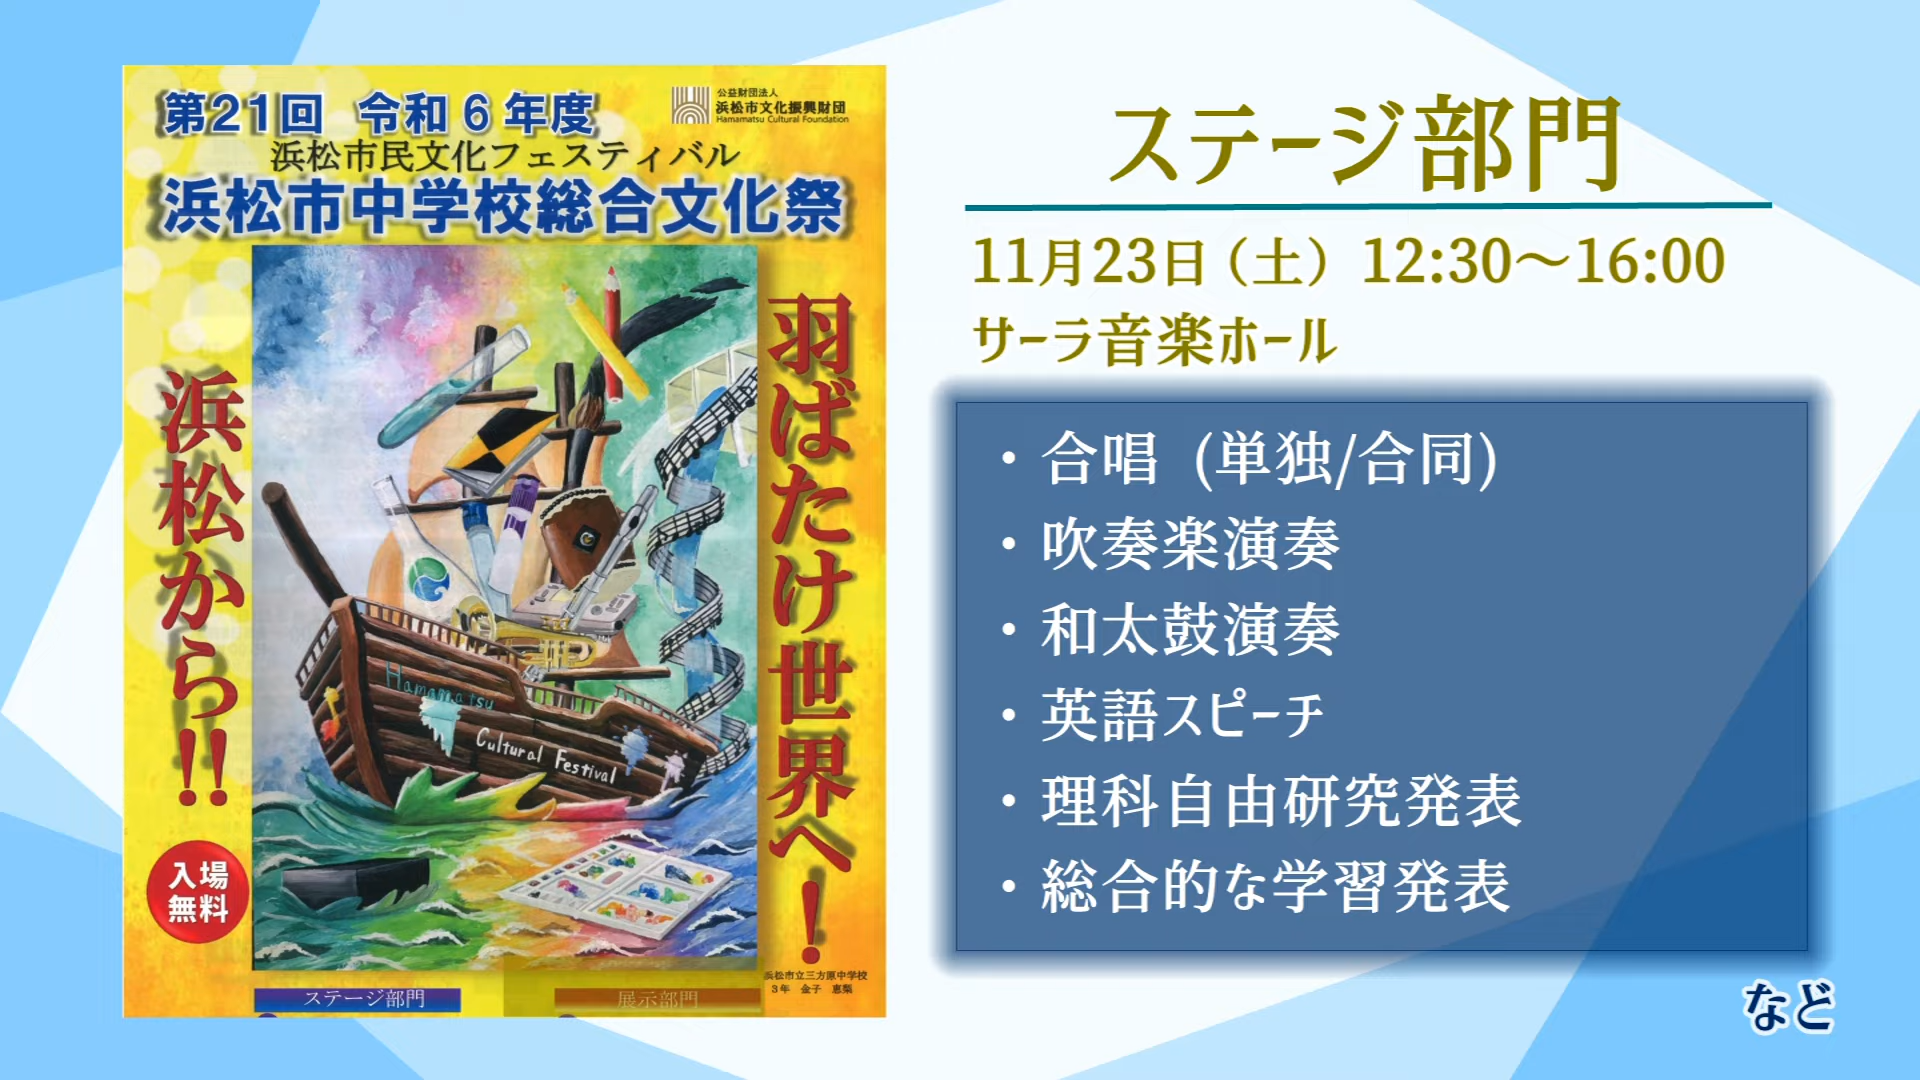 第21回 令和6年度
公益財団法人
浜松市文化振興財団
Hamamatsu Cultural Foundation
浜松市民文化フェスティバル
浜松市中学校総合文化祭
羽ばたけ世界へ！
浜松から!!
Hamamatsu
Cultural Festival
入場
無料
浜松市立三方原中学校
3年 金子 恵梨
ステージ部門
展示部門
ステージ部門
11月23日（土）12:30～16:00
サーラ音楽ホール
・合唱 (単独/合同)
・吹奏楽演奏
・和太鼓演奏
・英語スピーチ
・理科自由研究発表
・総合的な学習発表
など